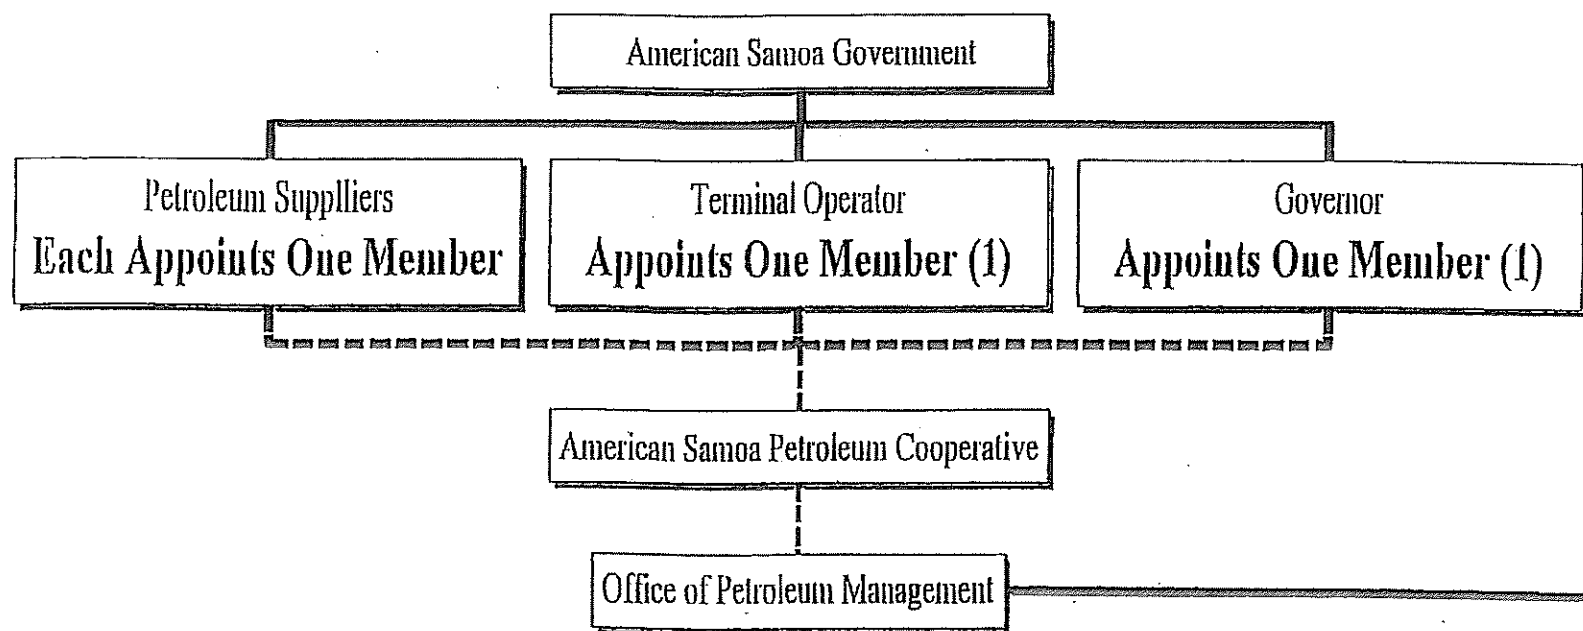 American Samoa Government
Petroleum Supplliers
Each Appoints One Member
Terminal Operator
Appoints One Member (1)
Governor
Appoints One Member (1)
American Samoa Petroleum Cooperative
Office of Petroleum Management